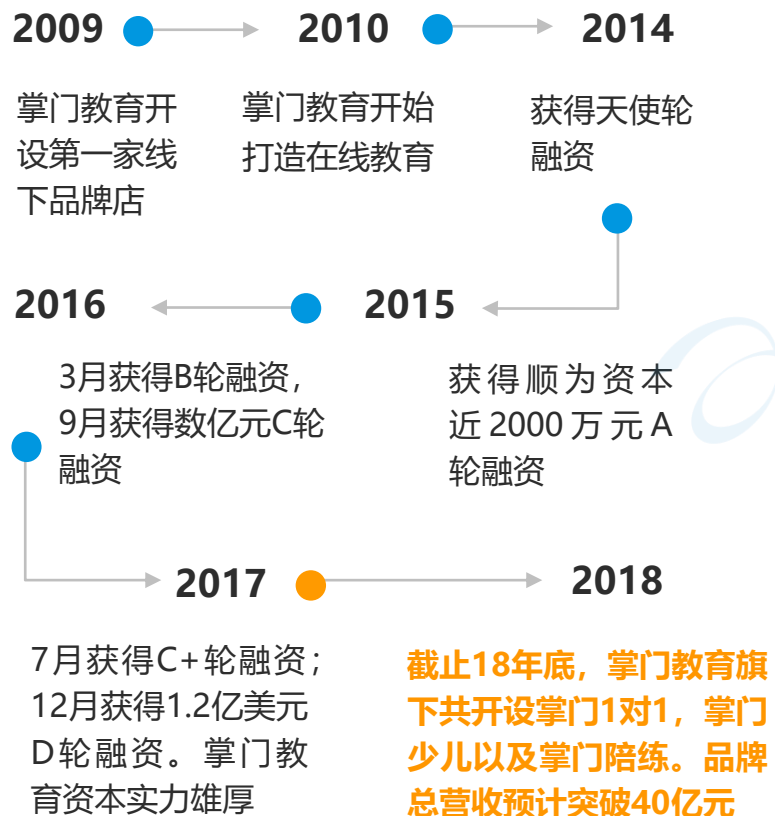 2009
2010
2014
掌门教育开
设第一家线
下品牌店
掌门教育开始
打造在线教育
获得天使轮
融资
2015
获得顺为资本
近2000万元A
轮融资
2016
3月获得B轮融资，
9月获得数亿元C轮
融资
2017
7月获得C+轮融资；
12月获得1.2亿美元
D轮融资。掌门教
育资本实力雄厚
2018
截止18年底，掌门教育旗
下共开设掌门1对1，掌门
少儿以及掌门陪练。品牌
总营收预计突破40亿元